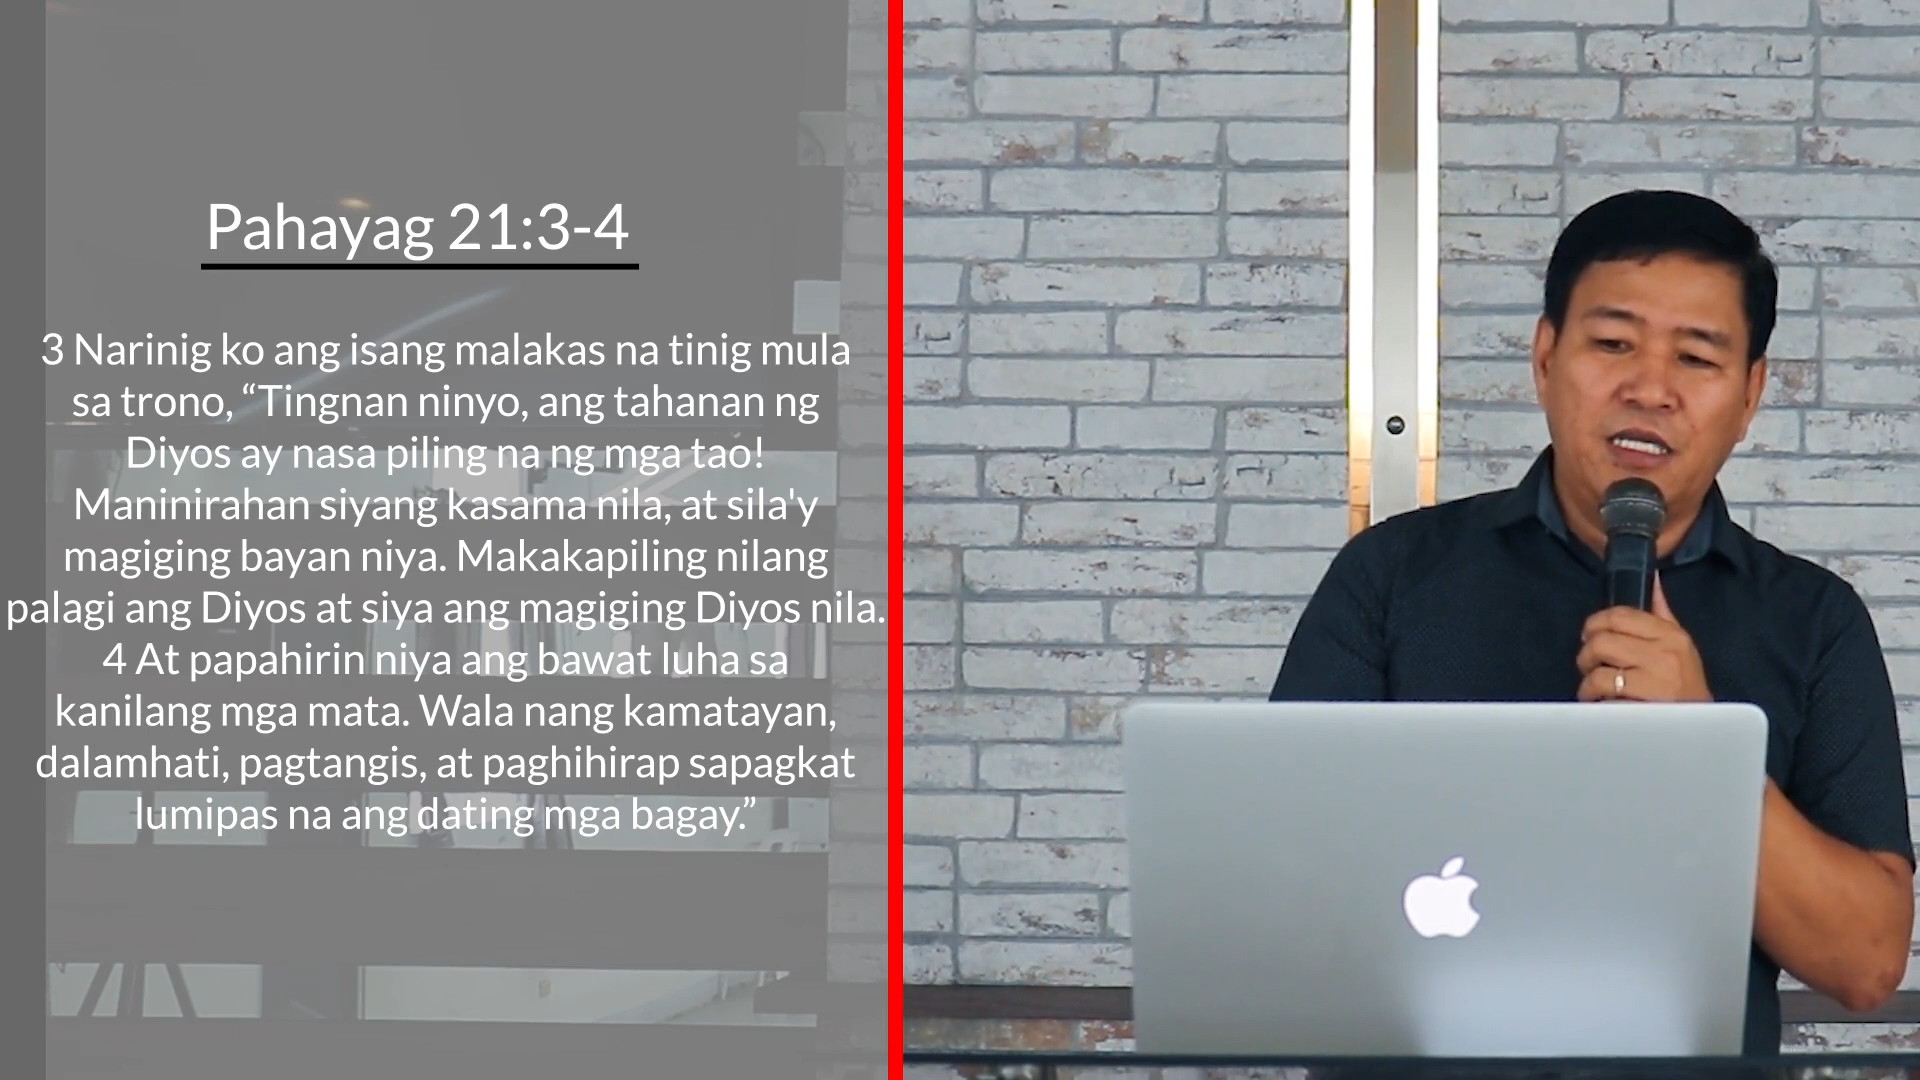 Pahayag 21:3-4
3 Narinig ko ang isang malakas na tinig mula
sa trono, “Tingnan ninyo, ang tahanan ng
Diyos ay nasa piling na ng mga tao!
Maninirahan siyang kasama nila, at sila'y
magiging bayan niya. Makakapiling nilang
palagi ang Diyos at siya ang magiging Diyos nila.
4 At papahirin niya ang bawat luha sa
kanilang mga mata. Wala nang kamatayan,
dalamhati, pagtangis, at paghihirap sapagkat
lumipas na ang dating mga bagay.”